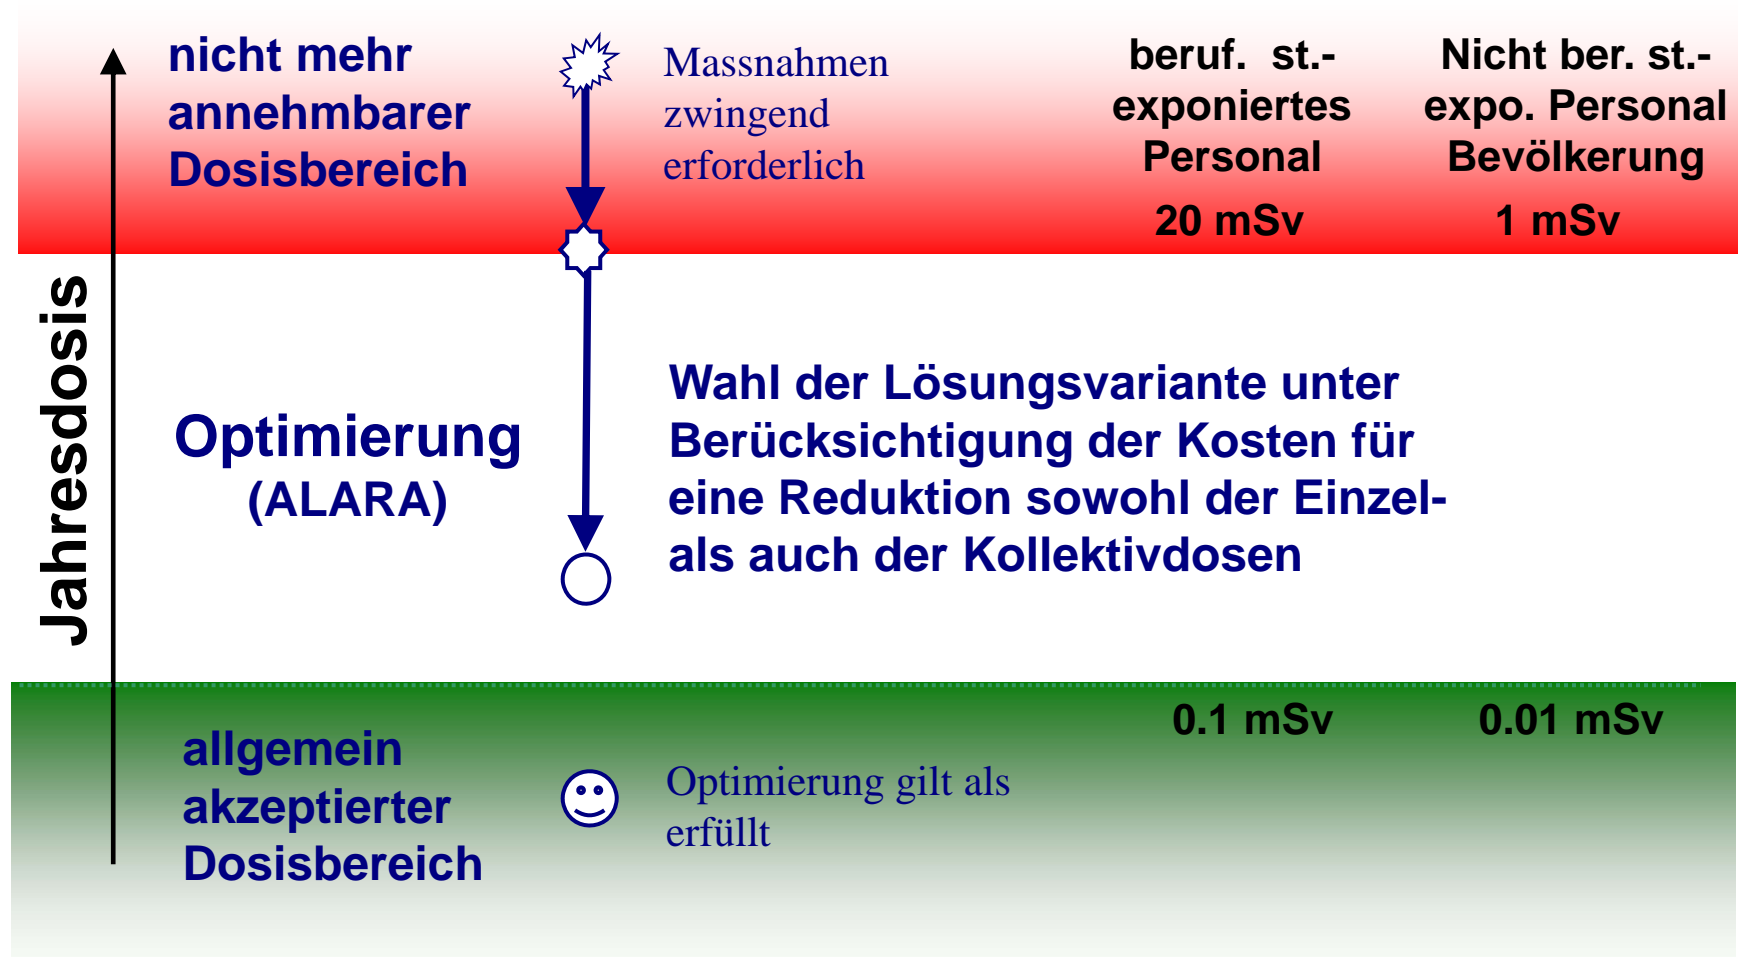 nicht mehr
annehmbarer
Dosisbereich
Massnahmen
zwingend
erforderlich
beruf. st.-
exponiertes
Personal
20 mSv
Nicht ber. st.-
expo. Personal
Bevölkerung
1 mSv
Jahresdosis
Optimierung
(ALARA)
Wahl der Lösungsvariante unter
Berücksichtigung der Kosten für
eine Reduktion sowohl der Einzel-
als auch der Kollektivdosen
0.1 mSv
0.01 mSv
allgemein
akzeptierter
Dosisbereich
Optimierung gilt als
erfüllt